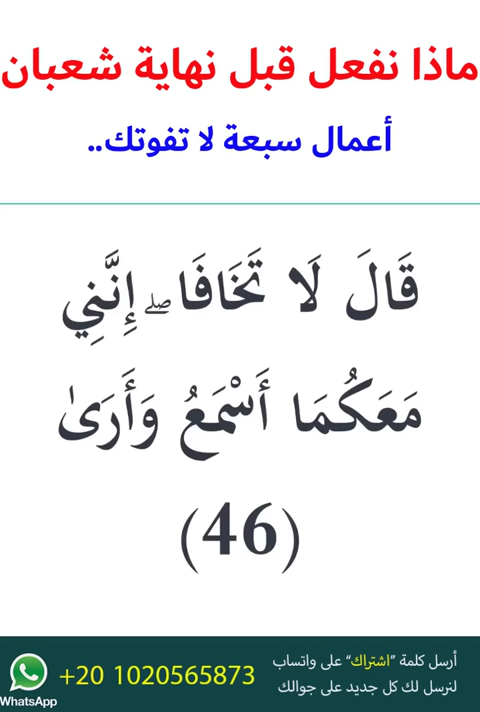 ماذا نفعل قبل نهاية شعبان
أعمال سبعة لا تفوتك..
قَالَ لَا تَخَافَا ۖ إِنَّنِي
مَعَكُمَا أَسْمَعُ وَأَرَىٰ
(46)
أرسل كلمة "اشتراك" على واتساب
لنرسل لك كل جديد على جوالك
+20 1020565873
WhatsApp